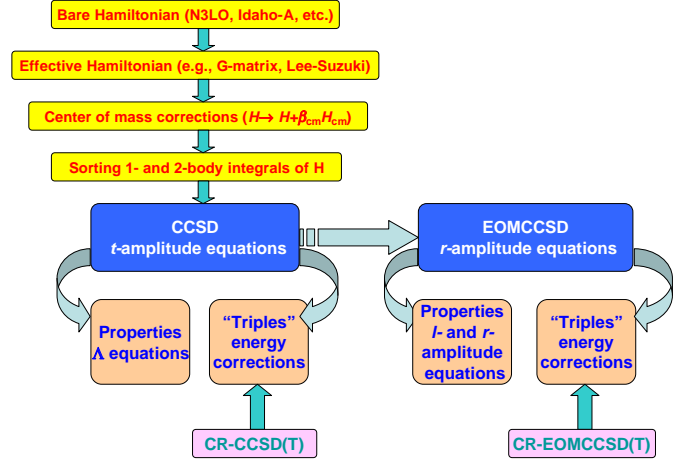 Bare Hamiltonian (N3LO, Idaho-A, etc.)
Effective Hamiltonian (e.g., G-matrix, Lee-Suzuki)
Center of mass corrections (H→ H+βcmHcm)
Sorting 1- and 2-body integrals of H
CCSD
t-amplitude equations
EOMCCSD
r-amplitude equations
Properties
Λ equations
“Triples”
energy
corrections
Properties
l- and r-
amplitude
equations
“Triples”
energy
corrections
CR-CCSD(T)
CR-EOMCCSD(T)